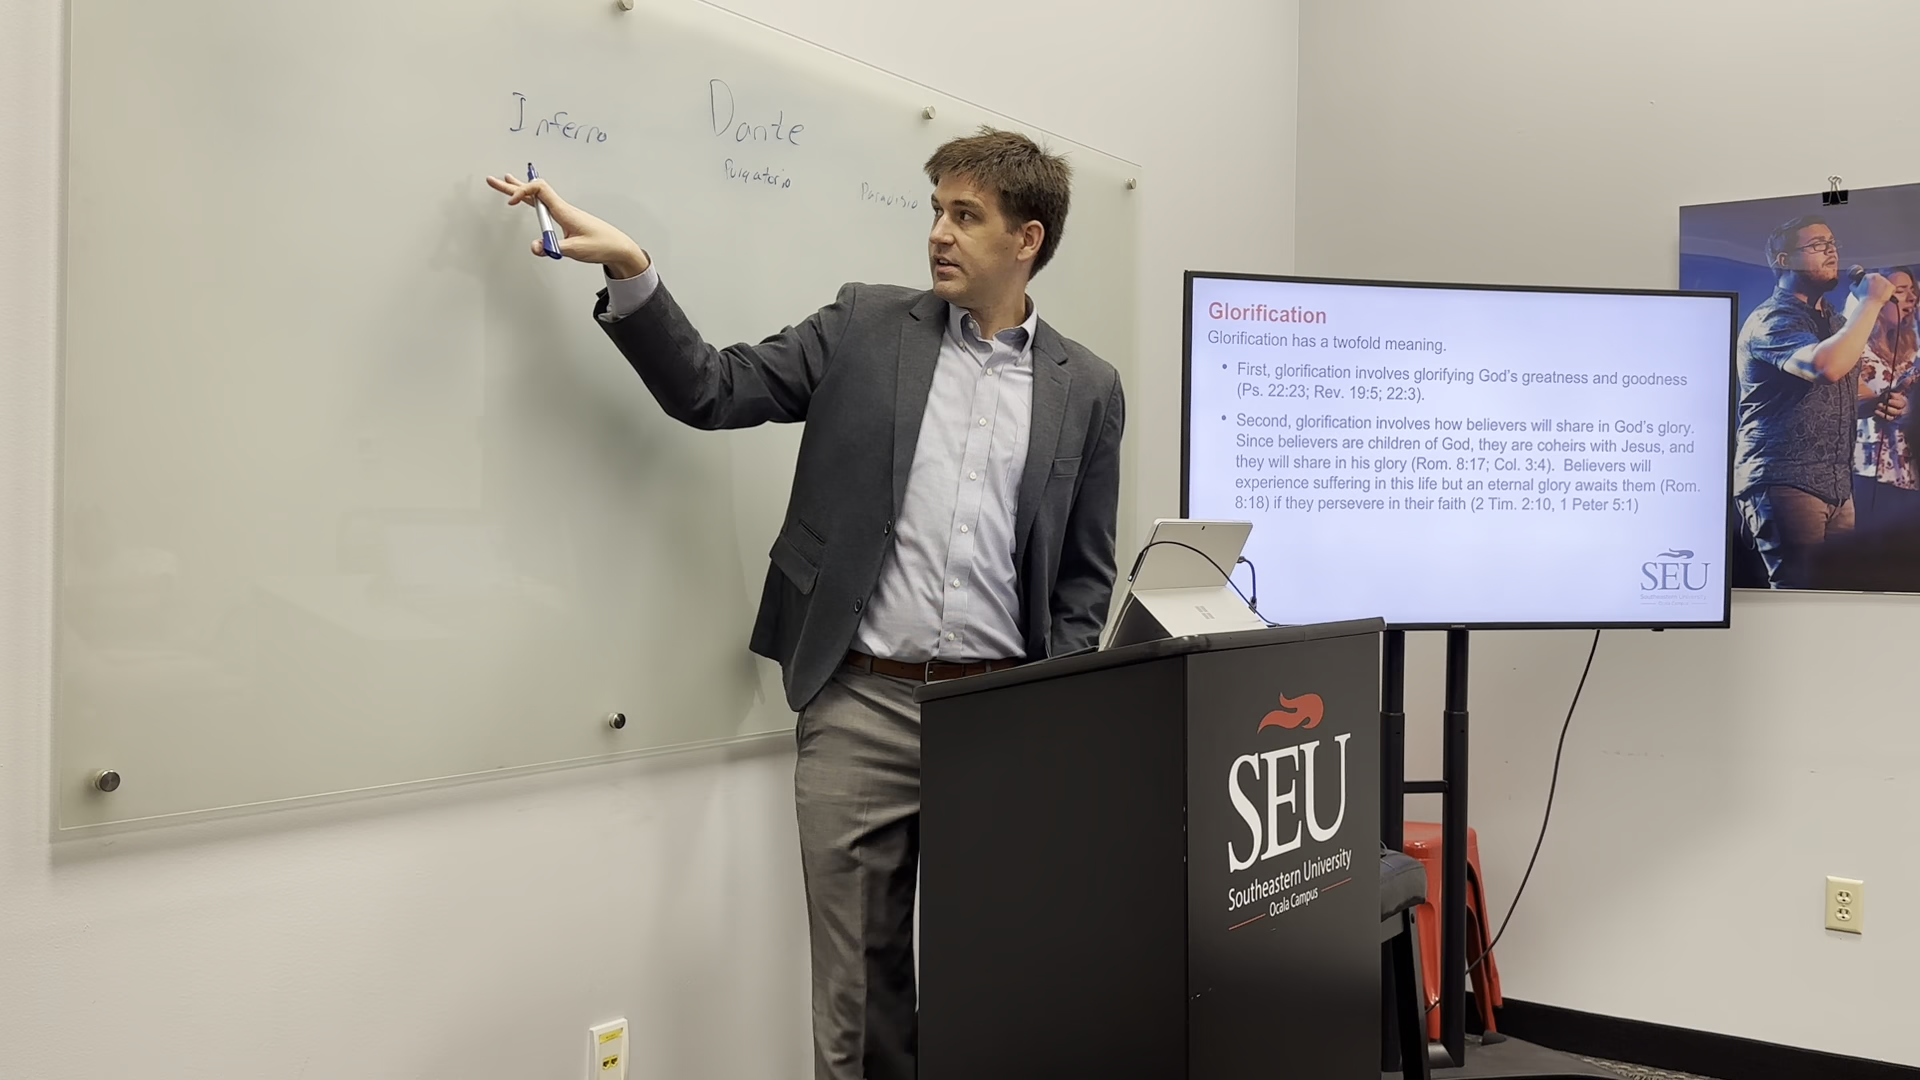 Inferno
Dante
Purgatorio
Paradisio
Glorification
Glorification has a twofold meaning.
• First, glorification involves glorifying God's greatness and goodness
(Ps. 22:23; Rev. 19:5; 22:3).
• Second, glorification involves how believers will share in God's glory.
Since believers are children of God, they are coheirs with Jesus, and
they will share in his glory (Rom. 8:17; Col. 3:4). Believers will
experience suffering in this life but an eternal glory awaits them (Rom.
8:18) if they persevere in their faith (2 Tim. 2:10, 1 Peter 5:1)
SEU
Southeastern University
SEU
Southeastern University
Ocala Campus